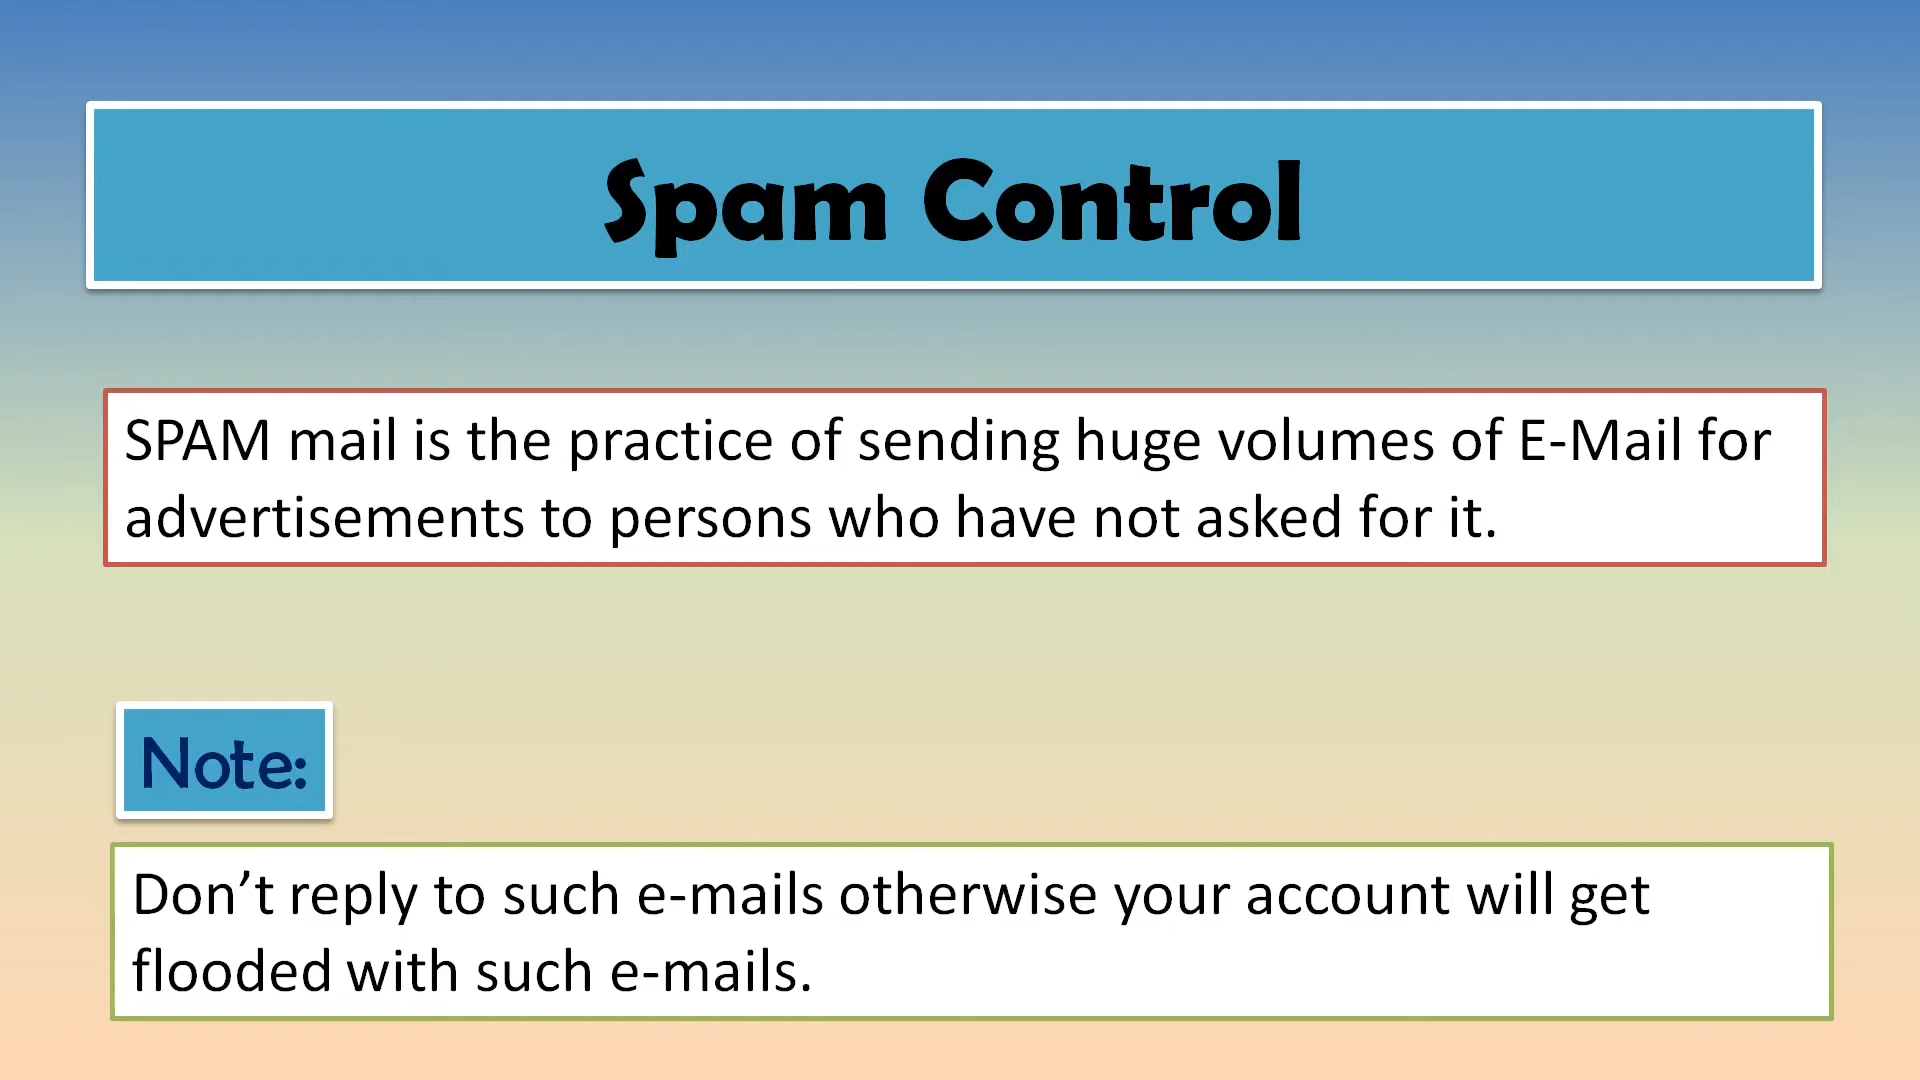 Spam Control
SPAM mail is the practice of sending huge volumes of E-Mail for
advertisements to persons who have not asked for it.
Note:
Don’t reply to such e-mails otherwise your account will get
flooded with such e-mails.